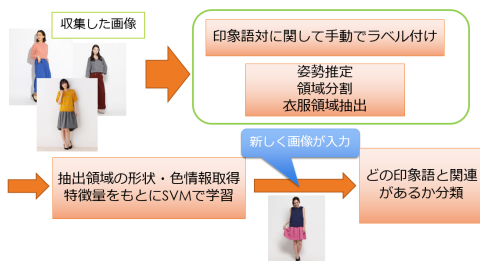 収集した画像
印象語対に関して手動でラベル付け
姿勢推定
領域分割
衣服領域抽出
新しく画像が入力
抽出領域の形状・色情報取得
特徴量をもとにSVMで学習
どの印象語と関連
があるか分類